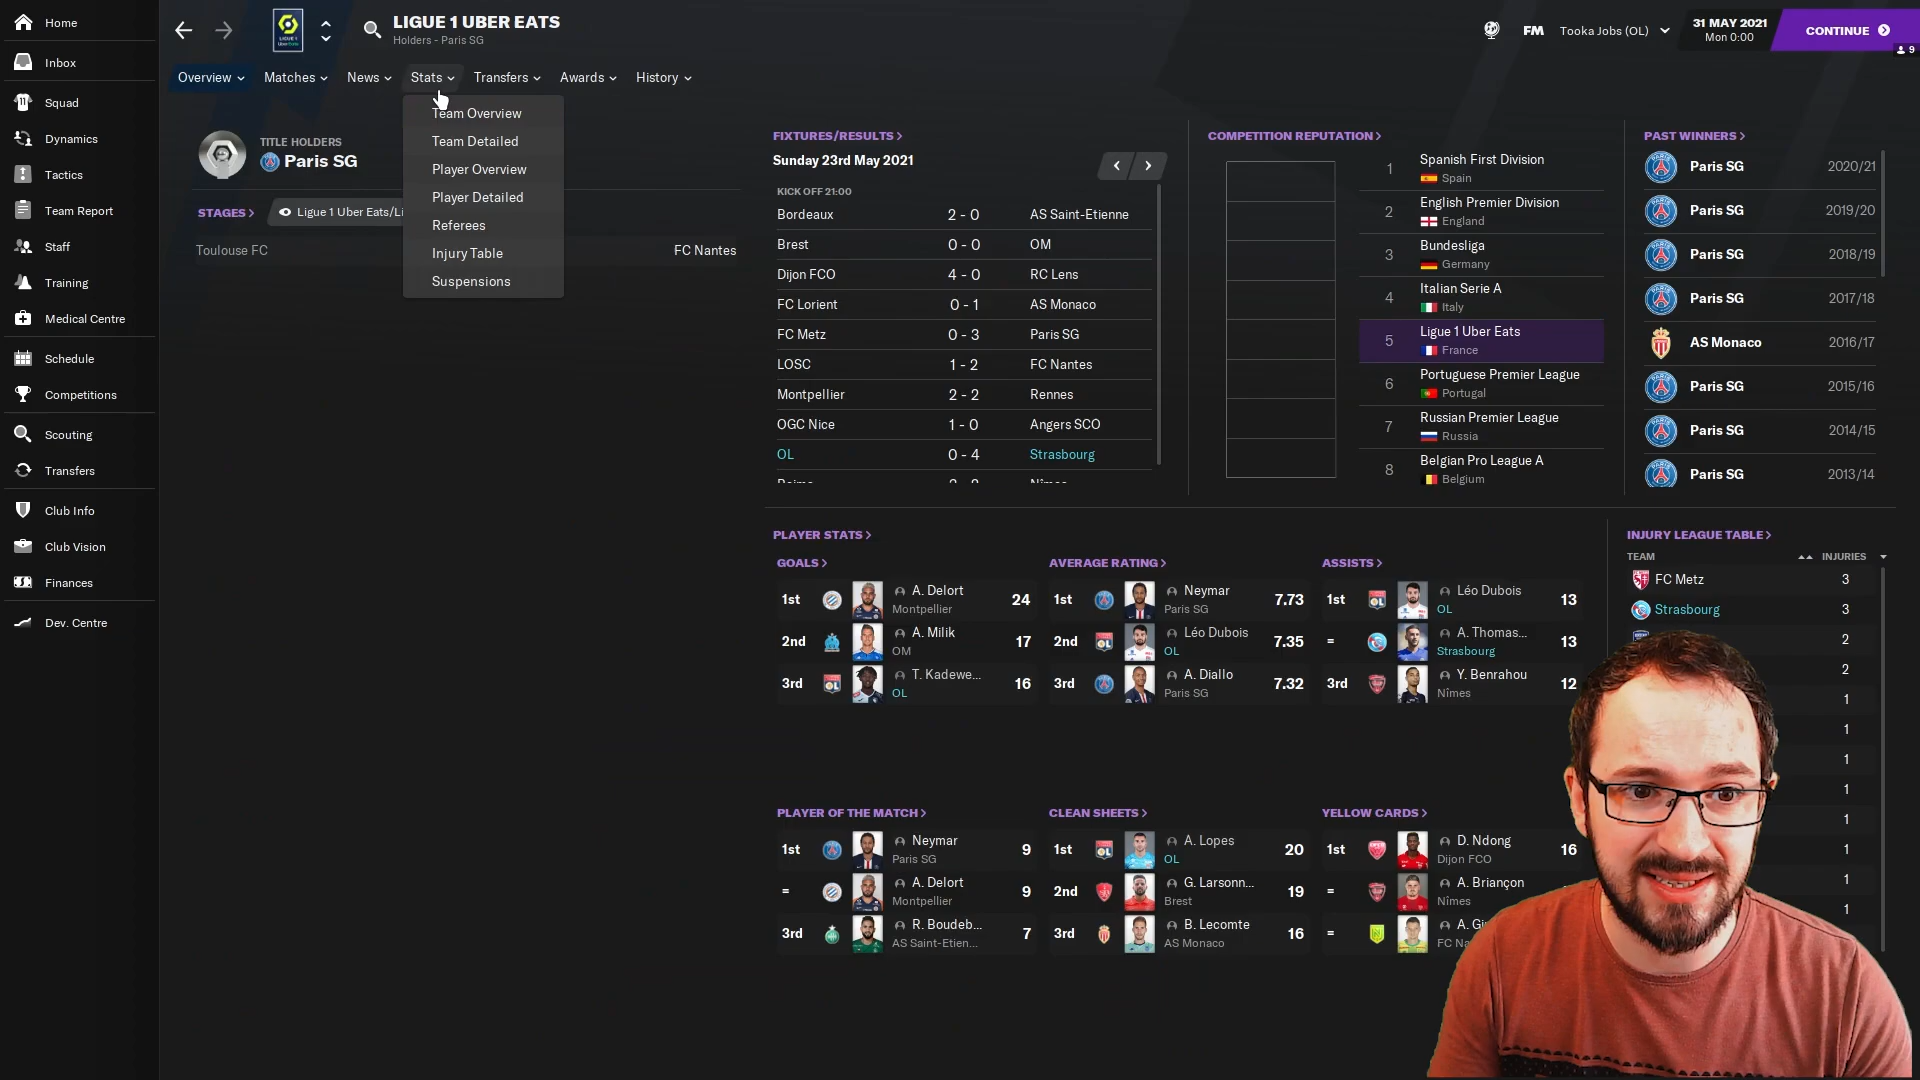 Home
Inbox
Squad
Dynamics
Tactics
Team Report
Staff
Training
Medical Centre
Schedule
Competitions
Scouting
Transfers
Club Info
Club Vision
Finances
Dev. Centre
LIGUE 1 UBER EATS
Holders - Paris SG
FM
Tooka Jobs (OL)
31 MAY 2021
Mon 0:00
CONTINUE
9
Overview
Matches
News
Stats
Transfers
Awards
History
Team Overview
Team Detailed
Player Overview
Player Detailed
Referees
Injury Table
Suspensions
TITLE HOLDERS
Paris SG
STAGES
Ligue 1 Uber Eats/Li
Toulouse FC
FC Nantes
FIXTURES/RESULTS
Sunday 23rd May 2021
KICK OFF 21:00
Bordeaux 2 - 0 AS Saint-Etienne
Brest 0 - 0 OM
Dijon FCO 4 - 0 RC Lens
FC Lorient 0 - 1 AS Monaco
FC Metz 0 - 3 Paris SG
LOSC 1 - 2 FC Nantes
Montpellier 2 - 2 Rennes
OGC Nice 1 - 0 Angers SCO
OL 0 - 4 Strasbourg
COMPETITION REPUTATION
1 Spanish First Division
Spain
2 English Premier Division
England
3 Bundesliga
Germany
4 Italian Serie A
Italy
5 Ligue 1 Uber Eats
France
6 Portuguese Premier League
Portugal
7 Russian Premier League
Russia
8 Belgian Pro League A
Belgium
PAST WINNERS
Paris SG 2020/21
Paris SG 2019/20
Paris SG 2018/19
Paris SG 2017/18
AS Monaco 2016/17
Paris SG 2015/16
Paris SG 2014/15
Paris SG 2013/14
PLAYER STATS
GOALS
1st A. Delort 24
Montpellier
2nd A. Milik 17
OM
3rd T. Kadewe... 16
OL
AVERAGE RATING
1st Neymar 7.73
Paris SG
2nd Léo Dubois 7.35
OL
3rd A. Diallo 7.32
Paris SG
ASSISTS
1st Léo Dubois 13
OL
= A. Thomas... 13
Strasbourg
3rd Y. Benrahou 12
Nîmes
PLAYER OF THE MATCH
1st Neymar 9
Paris SG
= A. Delort 9
Montpellier
3rd R. Boudeb... 7
AS Saint-Etien...
CLEAN SHEETS
1st A. Lopes 20
OL
2nd G. Larsonn... 19
Brest
3rd B. Lecomte 16
AS Monaco
YELLOW CARDS
1st D. Ndong 16
Dijon FCO
= A. Briançon
Nîmes
= A. Gi
FC Na
INJURY LEAGUE TABLE
TEAM INJURIES
FC Metz 3
Strasbourg 3
2
2
1
1
1
1
1
1
1
1